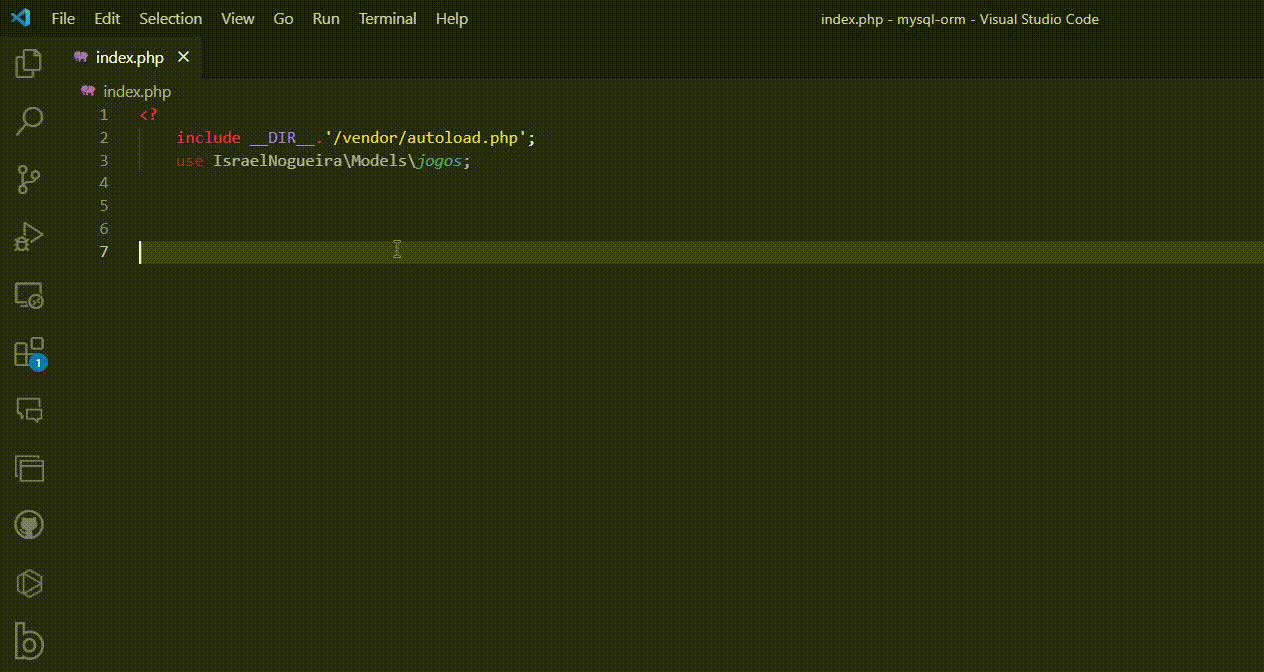 File Edit Selection View Go Run Terminal Help index.php - mysql-orm - Visual Studio Code
index.php
index.php
1 <?
2 include __DIR__.'/vendor/autoload.php';
3 use IsraelNogueira\Models\jogos;
4
5
6
7
1
b